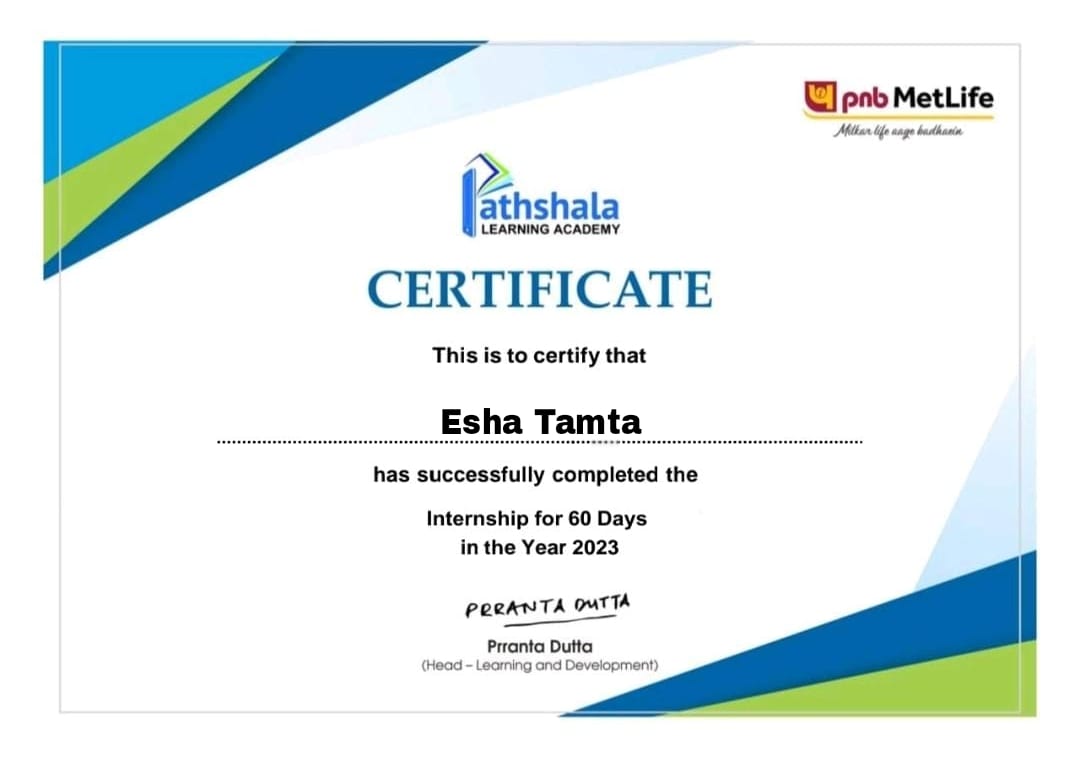 pnb MetLife
Milkar life aage badhaein
Pathshala
LEARNING ACADEMY
CERTIFICATE
This is to certify that
Esha Tamta
has successfully completed the
Internship for 60 Days
in the Year 2023
PRRANTA DUTTA
Prranta Dutta
(Head – Learning and Development)